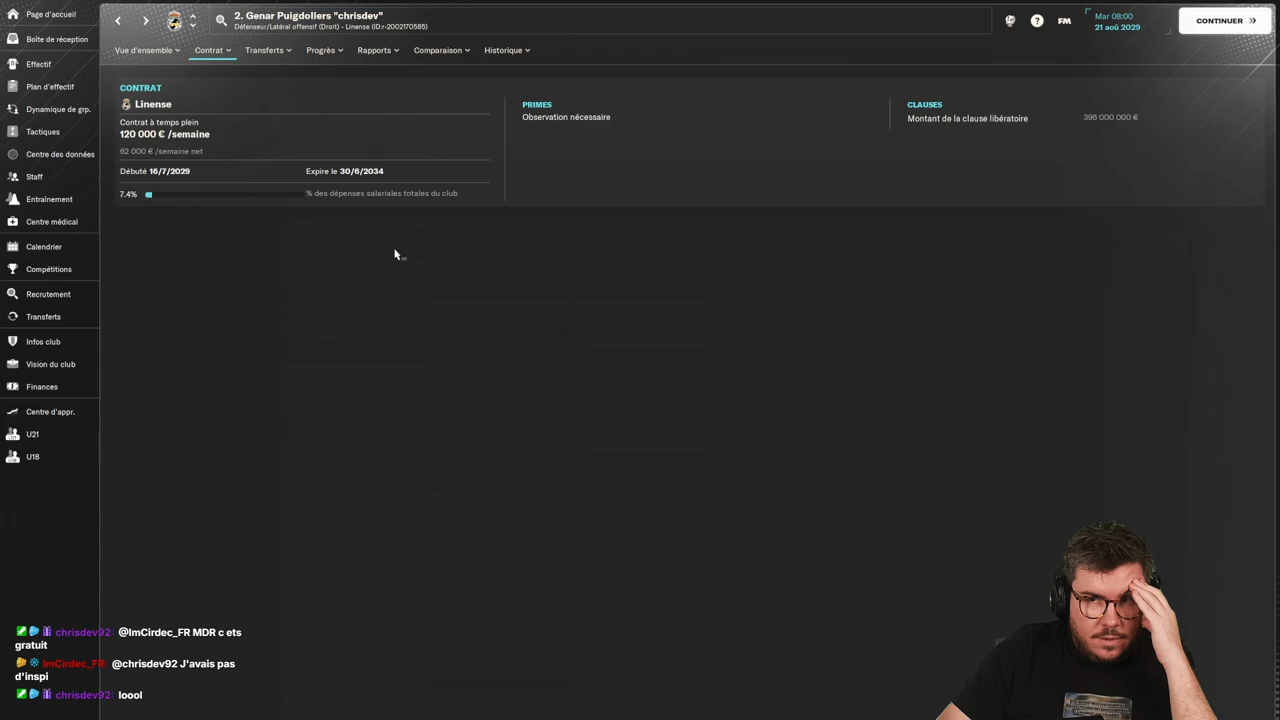 Page d'accueil
Boîte de réception
Effectif
Plan d'effectif
Dynamique de grp.
Tactiques
Centre des données
Staff
Entraînement
Centre médical
Calendrier
Compétitions
Recrutement
Transferts
Infos club
Vision du club
Finances
Centre d'appr.
U21
U18
2. Genar Puigdollers "chrisdev"
Défenseur/Latéral offensif (Droit) - Linense (ID:r-2002170585)
FM
Mar 08:00
21 aoû 2029
CONTINUER
Vue d'ensemble Contrat Transferts Progrès Rapports Comparaison Historique
CONTRAT
Linense
Contrat à temps plein
120 000 € /semaine
62 000 € /semaine net
Débuté 16/7/2029 Expire le 30/6/2034
7.4% % des dépenses salariales totales du club
PRIMES
Observation nécessaire
CLAUSES
Montant de la clause libératoire 396 000 000 €
chrisdev92: @ImCirdec_FR MDR c ets
gratuit
ImCirdec_FR: @chrisdev92 J'avais pas
d'inspi
chrisdev92: loool